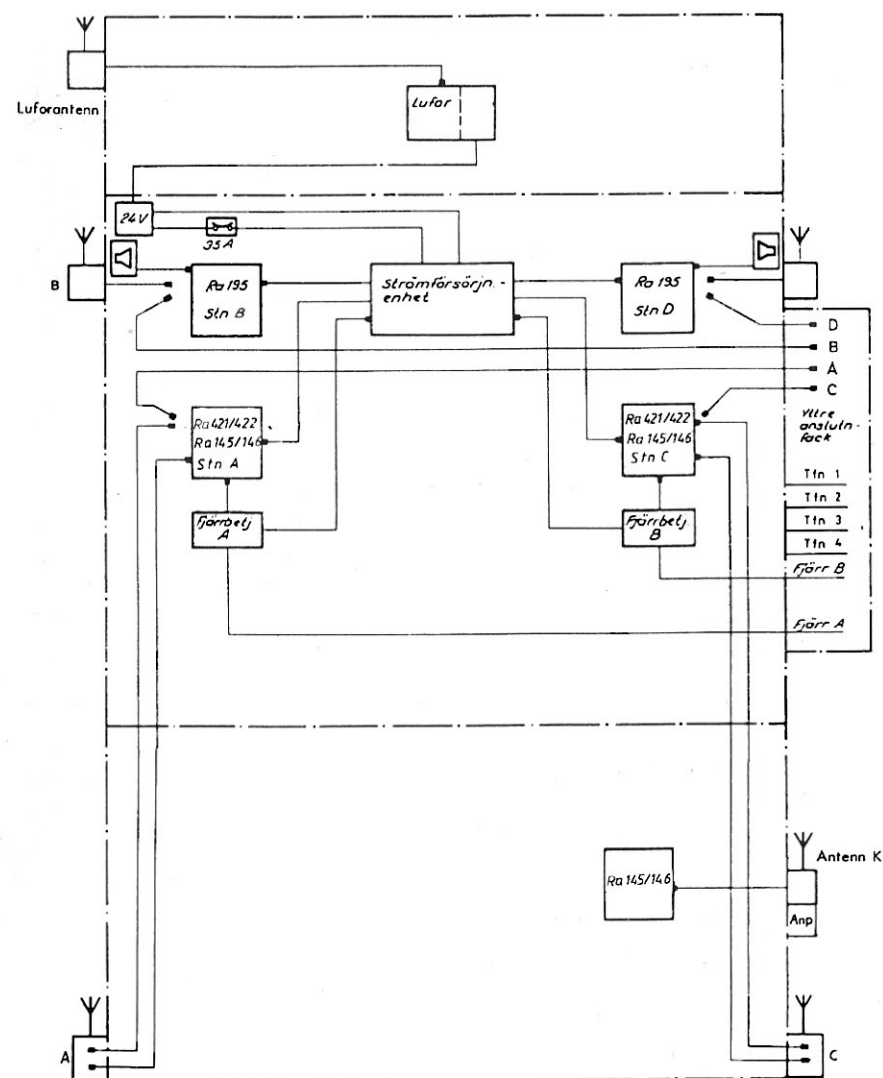 Luforantenn
Lufor
24V
35A
B
Ra 195
Stn B
Strömförsörjn.-
enhet
Ra 195
Stn D
D
B
A
C
Yttre
anslutn-
fack
Ra 421/422
Ra 145/146
Stn A
Ra 421/422
Ra 145/146
Stn C
Tfn 1
Tfn 2
Tfn 3
Tfn 4
Fjärrbetj
A
Fjärrbetj
B
Fjärr B
Fjärr A
Ra 145/146
Antenn K
Anp
A
C